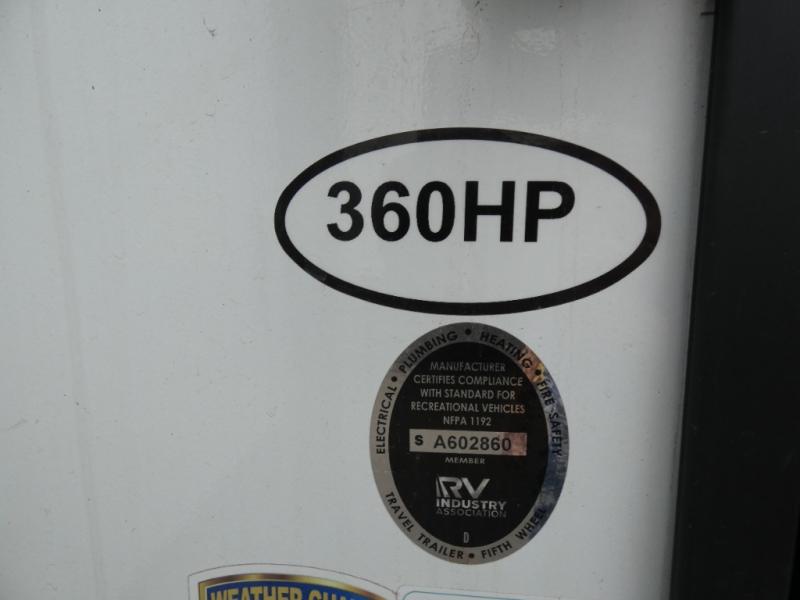 360HP
ELECTRICAL • PLUMBING • HEATING • FIRE SAFETY
MANUFACTURER
CERTIFIES COMPLIANCE
WITH STANDARD FOR
RECREATIONAL VEHICLES
NFPA 1192
S A602860
MEMBER
RV
INDUSTRY
ASSOCIATION
D
TRAVEL TRAILER • FIFTH WHEEL
WEATHER